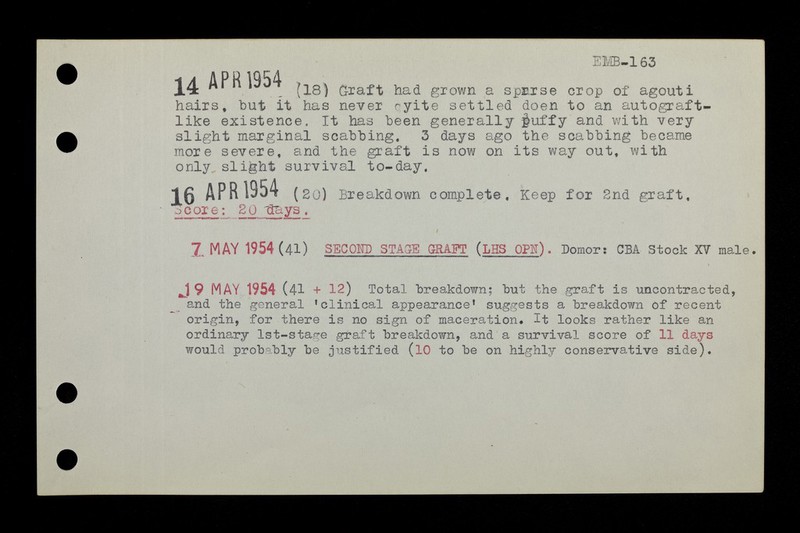 EMB-163
14 APR 1954 (18) Graft had grown a sparse crop of agouti
hairs, but it has never qyite settled doen to an autograft-
like existence. It has been generally puffy and with very
slight marginal scabbing. 3 days ago the scabbing became
more severe, and the graft is now on its way out, with
only slight survival to-day.
16 APR 1954 (20) Breakdown complete. Keep for 2nd graft.
Score: 20 days.
7 MAY 1954 (41) SECOND STAGE GRAFT (LHS OPN). Domor: CBA Stock XV male.
19 MAY 1954 (41 + 12) Total breakdown; but the graft is uncontracted,
and the general 'clinical appearance' suggests a breakdown of recent
origin, for there is no sign of maceration. It looks rather like an
ordinary 1st-stage graft breakdown, and a survival score of 11 days
would probably be justified (10 to be on highly conservative side).